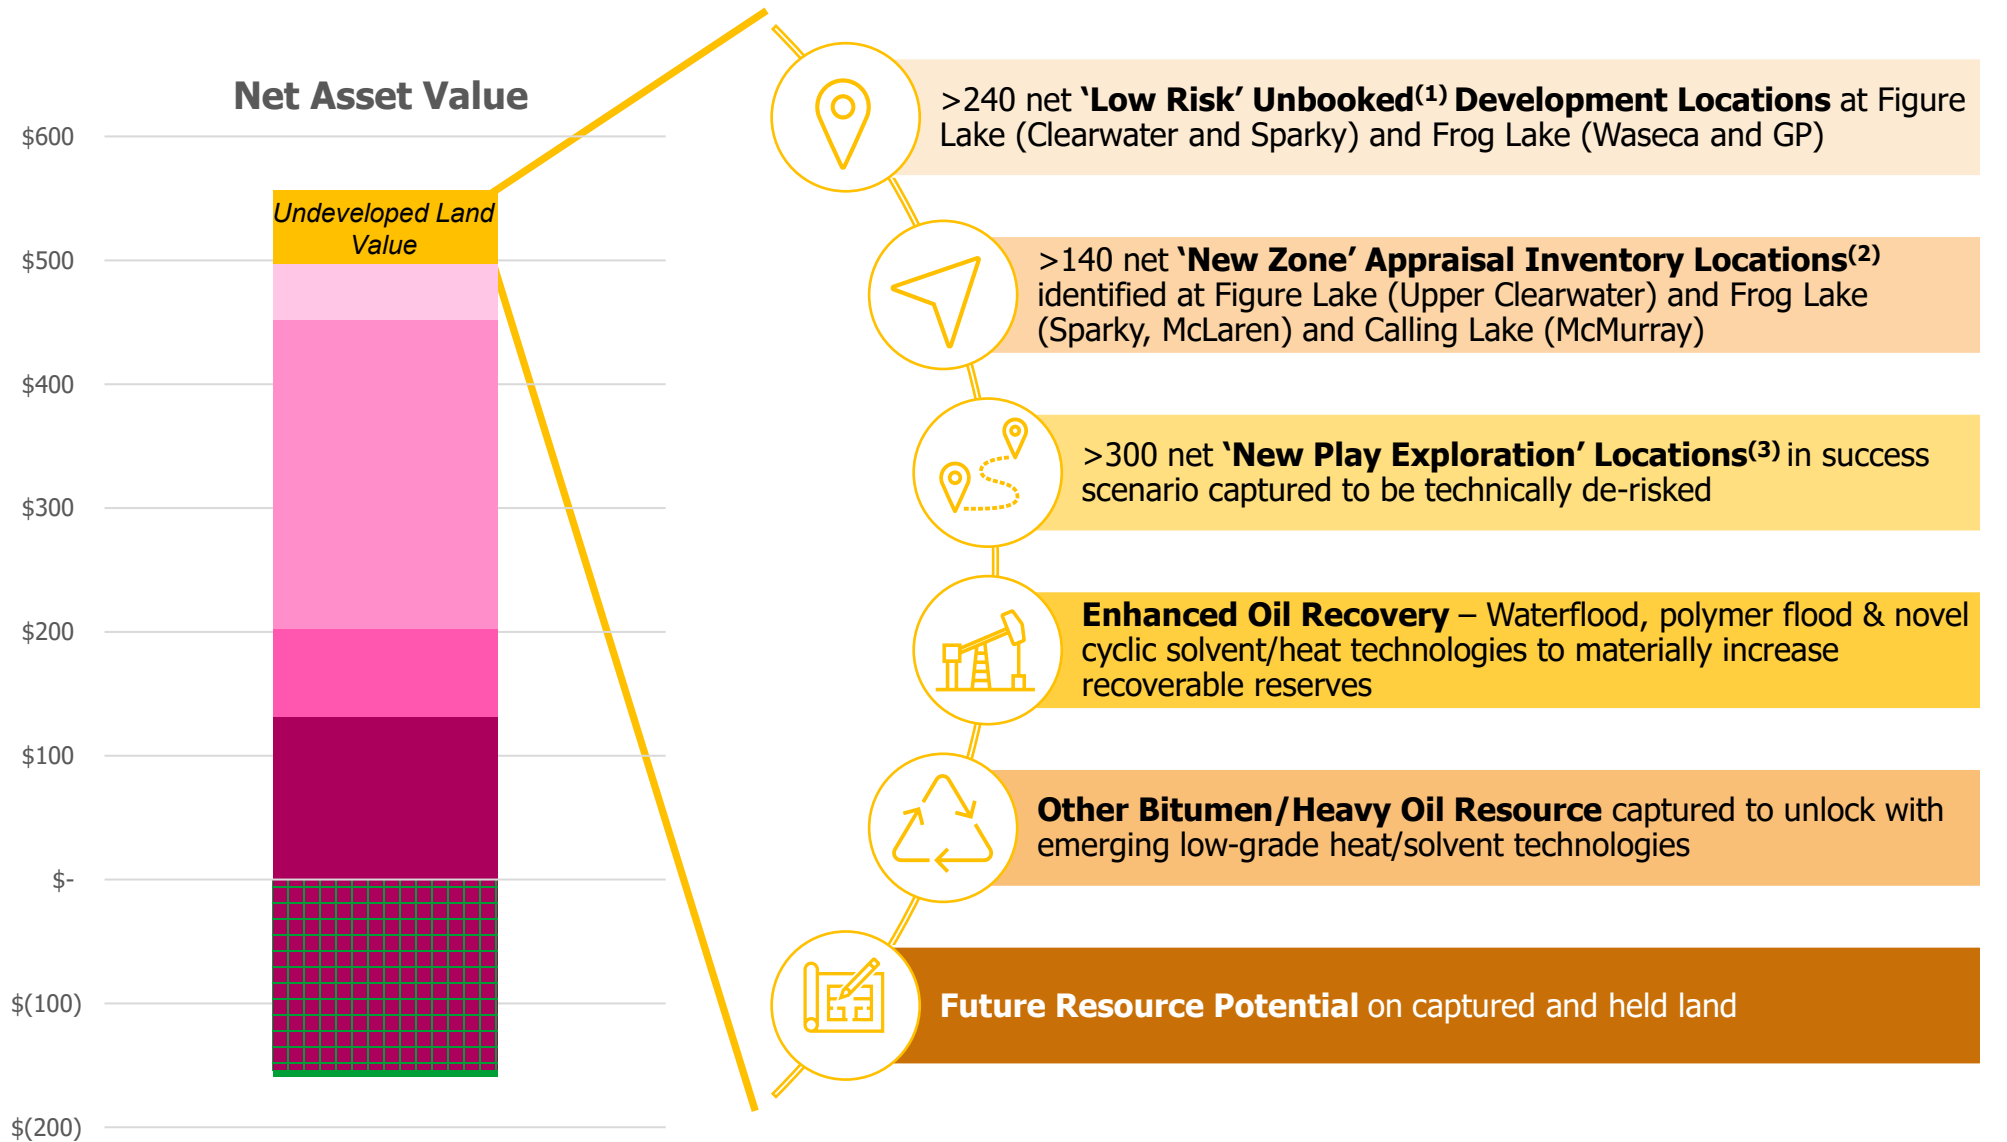 Net Asset Value
$600
$500
$400
$300
$200
$100
$-
$(100)
$(200)
Undeveloped Land
Value
>240 net ‘Low Risk’ Unbooked(1) Development Locations at Figure
Lake (Clearwater and Sparky) and Frog Lake (Waseca and GP)
>140 net ‘New Zone’ Appraisal Inventory Locations(2)
identified at Figure Lake (Upper Clearwater) and Frog Lake
(Sparky, McLaren) and Calling Lake (McMurray)
>300 net ‘New Play Exploration’ Locations(3) in success
scenario captured to be technically de-risked
Enhanced Oil Recovery – Waterflood, polymer flood & novel
cyclic solvent/heat technologies to materially increase
recoverable reserves
Other Bitumen/Heavy Oil Resource captured to unlock with
emerging low-grade heat/solvent technologies
Future Resource Potential on captured and held land